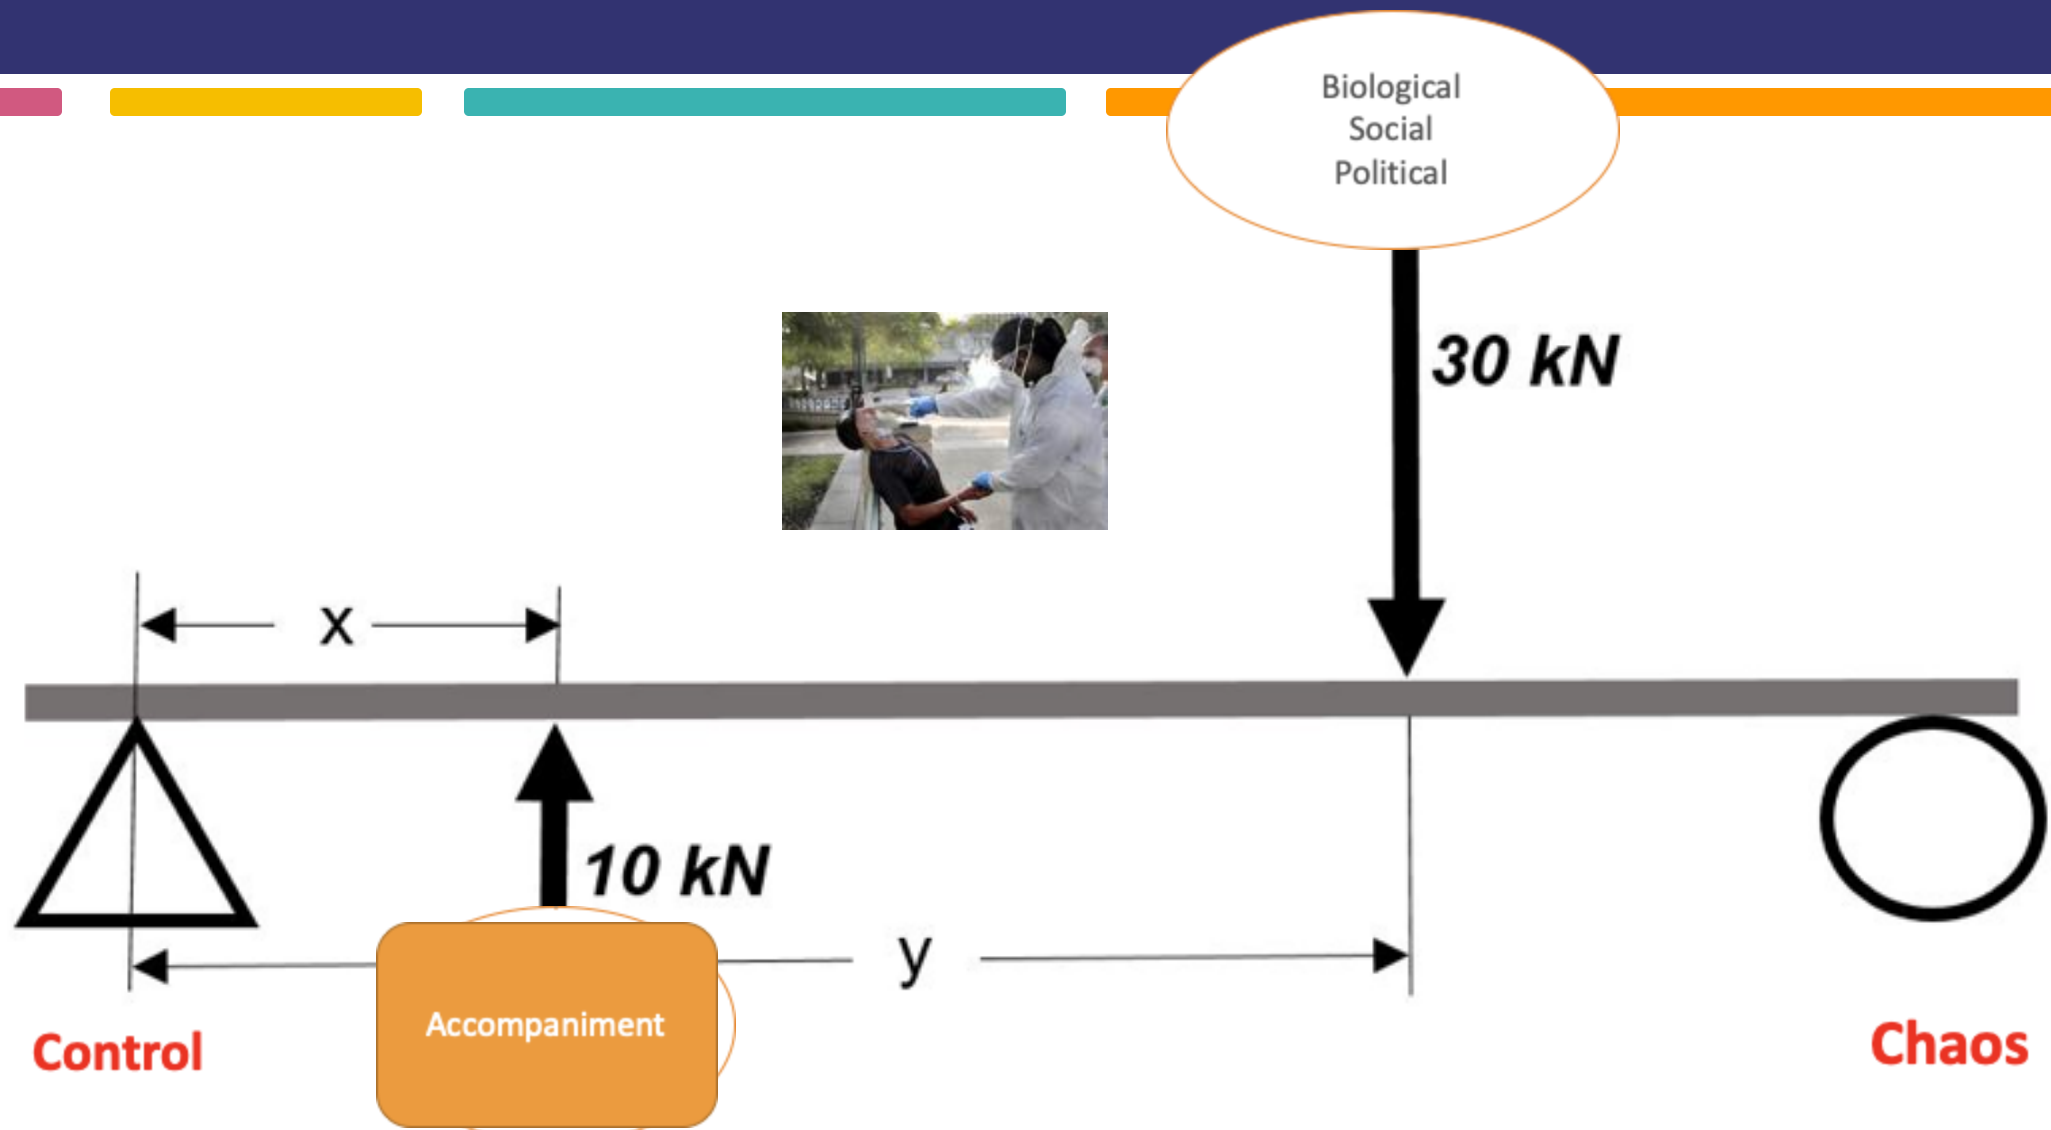 Biological
Social
Political
30 kN
x
10 kN
y
Accompaniment
Control
Chaos